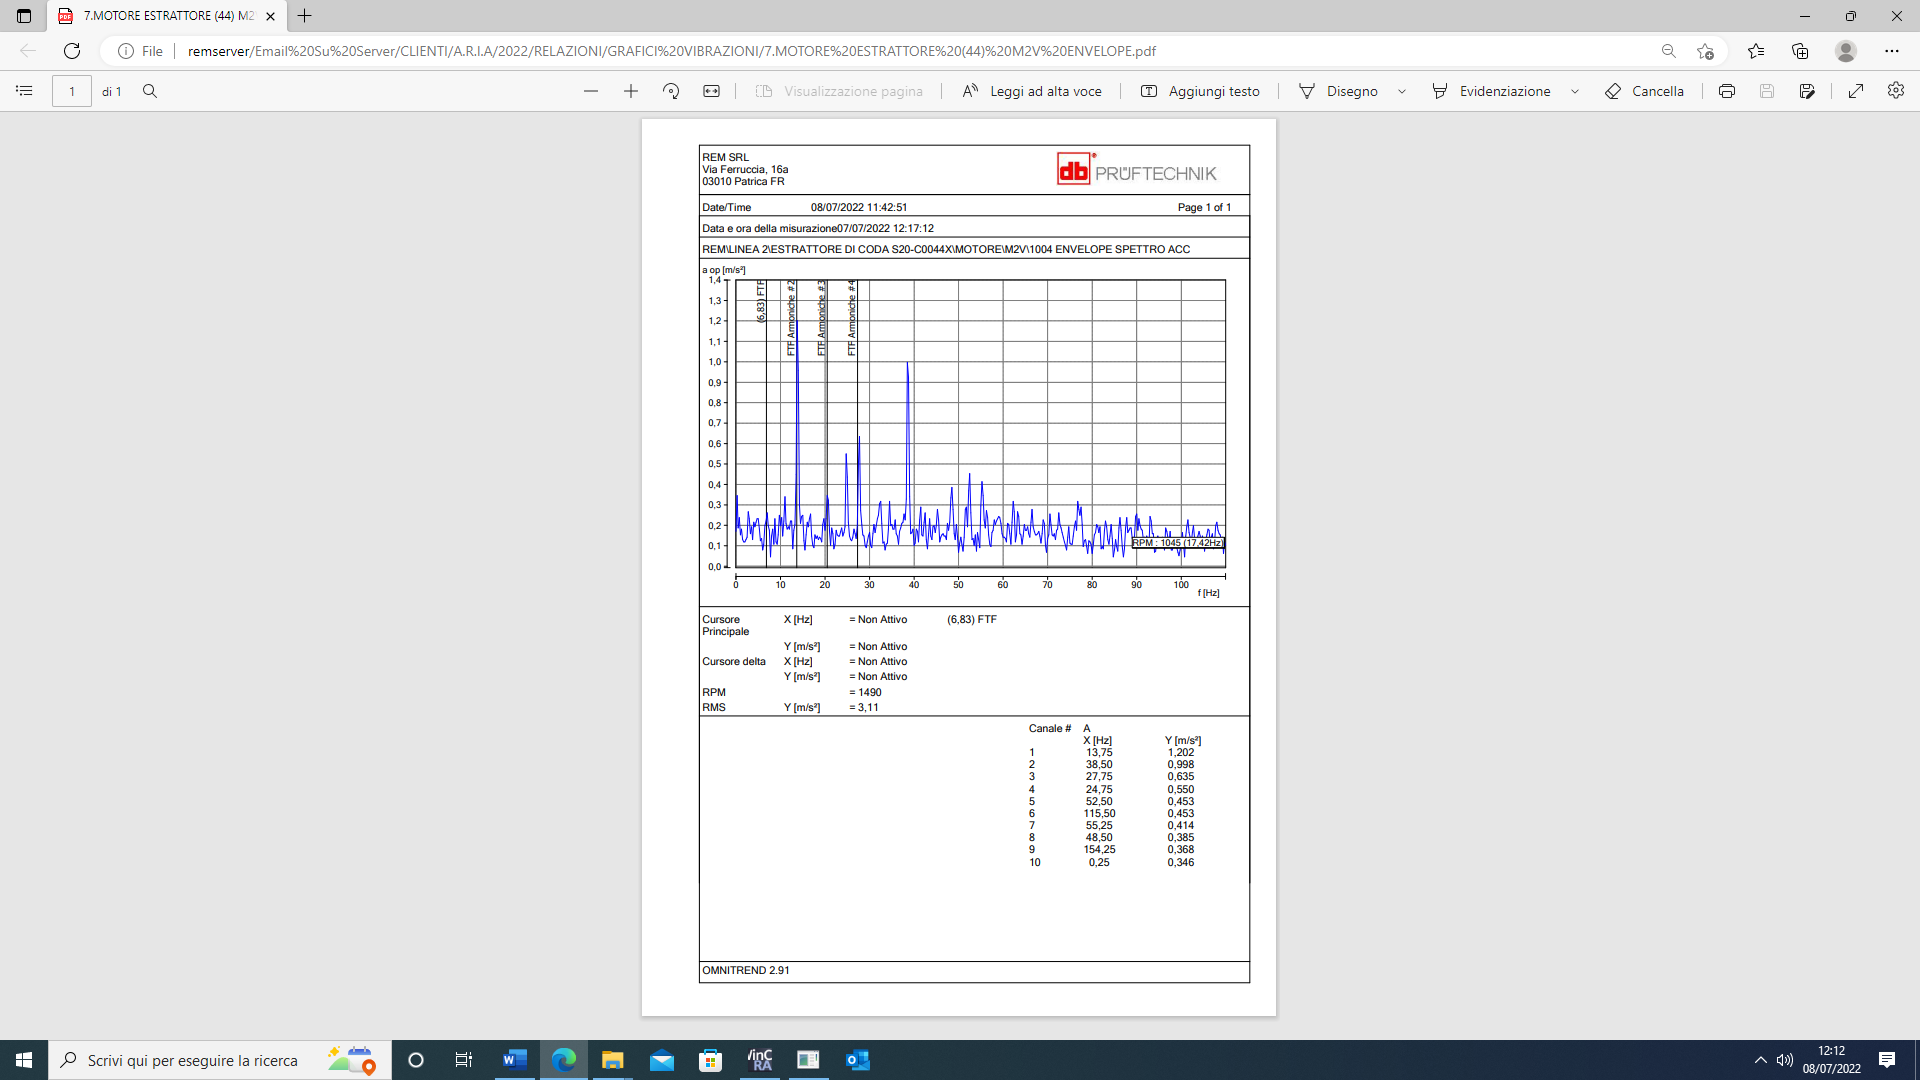 7.MOTORE ESTRATTORE (44) M2
File
remserver/Email%20Su%20Server/CLIENTI/A.R.I.A/2022/RELAZIONI/GRAFICI%20VIBRAZIONI/7.MOTORE%20ESTRATTORE%20(44)%20M2V%20ENVELOPE.pdf
1 di 1
Visualizzazione pagina
Leggi ad alta voce
Aggiungi testo
Disegno
Evidenziazione
Cancella
REM SRL
Via Ferruccia, 16a
03010 Patrica FR
db PRÜFTECHNIK
Date/Time 08/07/2022 11:42:51 Page 1 of 1
Data e ora della misurazione07/07/2022 12:17:12
REM\LINEA 2\ESTRATTORE DI CODA S20-C0044X\MOTORE\M2V\1004 ENVELOPE SPETTRO ACC
a op [m/s²]
1,4
1,3
1,2
1,1
1,0
0,9
0,8
0,7
0,6
0,5
0,4
0,3
0,2
0,1
0,0
(6,83) FTF
FTF Armoniche #2
FTF Armoniche #3
FTF Armoniche #4
RPM : 1045 (17,42Hz)
0 10 20 30 40 50 60 70 80 90 100
f [Hz]
Cursore Principale X [Hz] = Non Attivo (6,83) FTF
Y [m/s²] = Non Attivo
Cursore delta X [Hz] = Non Attivo
Y [m/s²] = Non Attivo
RPM = 1490
RMS Y [m/s²] = 3,11
Canale # A
X [Hz] Y [m/s²]
1 13,75 1,202
2 38,50 0,998
3 27,75 0,635
4 24,75 0,550
5 52,50 0,453
6 115,50 0,453
7 55,25 0,414
8 48,50 0,385
9 154,25 0,368
10 0,25 0,346
OMNITREND 2.91
Scrivi qui per eseguire la ricerca
12:12
08/07/2022